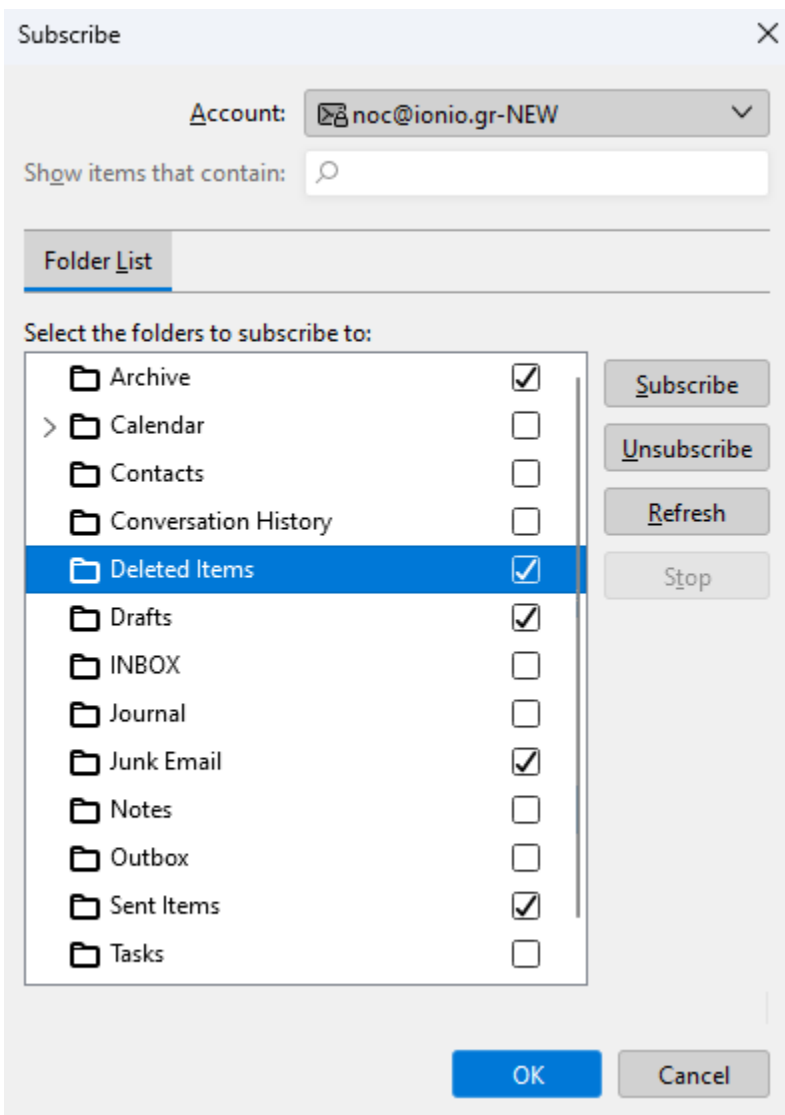 Subscribe
Account: noc@ionio.gr-NEW
Show items that contain:
Folder List
Select the folders to subscribe to:
Archive
Calendar
Contacts
Conversation History
Deleted Items
Drafts
INBOX
Journal
Junk Email
Notes
Outbox
Sent Items
Tasks
Subscribe
Unsubscribe
Refresh
Stop
OK
Cancel